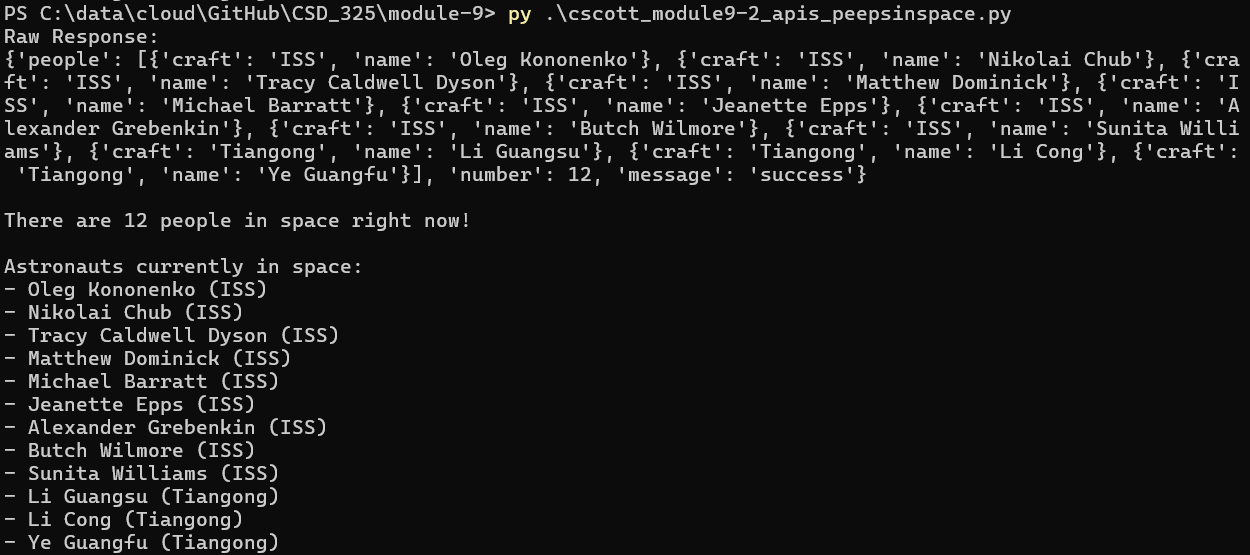 PS C:\data\cloud\GitHub\CSD_325\module-9> py .\cscott_module9-2_apis_peepsinspace.py
Raw Response:
{'people': [{'craft': 'ISS', 'name': 'Oleg Kononenko'}, {'craft': 'ISS', 'name': 'Nikolai Chub'}, {'cra
ft': 'ISS', 'name': 'Tracy Caldwell Dyson'}, {'craft': 'ISS', 'name': 'Matthew Dominick'}, {'craft': 'I
SS', 'name': 'Michael Barratt'}, {'craft': 'ISS', 'name': 'Jeanette Epps'}, {'craft': 'ISS', 'name': 'A
lexander Grebenkin'}, {'craft': 'ISS', 'name': 'Butch Wilmore'}, {'craft': 'ISS', 'name': 'Sunita Willi
ams'}, {'craft': 'Tiangong', 'name': 'Li Guangsu'}, {'craft': 'Tiangong', 'name': 'Li Cong'}, {'craft':
 'Tiangong', 'name': 'Ye Guangfu'}], 'number': 12, 'message': 'success'}

There are 12 people in space right now!

Astronauts currently in space:
- Oleg Kononenko (ISS)
- Nikolai Chub (ISS)
- Tracy Caldwell Dyson (ISS)
- Matthew Dominick (ISS)
- Michael Barratt (ISS)
- Jeanette Epps (ISS)
- Alexander Grebenkin (ISS)
- Butch Wilmore (ISS)
- Sunita Williams (ISS)
- Li Guangsu (Tiangong)
- Li Cong (Tiangong)
- Ye Guangfu (Tiangong)